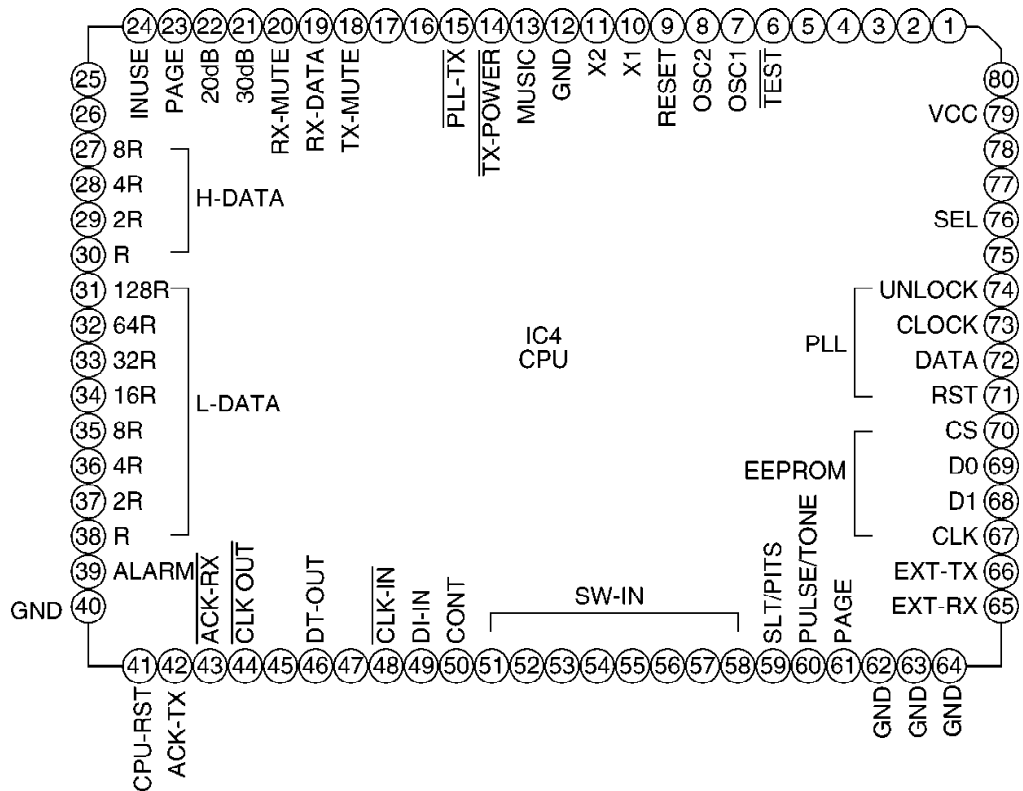 24 23 22 21 20 19 18 17 16 15 14 13 12 11 10 9 8 7 6 5 4 3 2 1
INUSE
PAGE
20dB
30dB
RX-MUTE
RX-DATA
TX-MUTE
PLL-TX
TX-POWER
MUSIC
GND
X2
X1
RESET
OSC2
OSC1
TEST
25
26
27 8R
28 4R
29 2R
30 R
H-DATA
31 128R
32 64R
33 32R
34 16R
35 8R
36 4R
37 2R
38 R
L-DATA
39 ALARM
GND 40
IC4
CPU
80
VCC 79
78
77
SEL 76
75
UNLOCK 74
CLOCK 73
DATA 72
RST 71
PLL
CS 70
D0 69
D1 68
CLK 67
EEPROM
EXT-TX 66
EXT-RX 65
ACK-RX
CLK OUT
DT-OUT
CLK-IN
DI-IN
CONT
SW-IN
SLT/PITS
PULSE/TONE
PAGE
41 42 43 44 45 46 47 48 49 50 51 52 53 54 55 56 57 58 59 60 61 62 63 64
CPU-RST
ACK-TX
GND
GND
GND